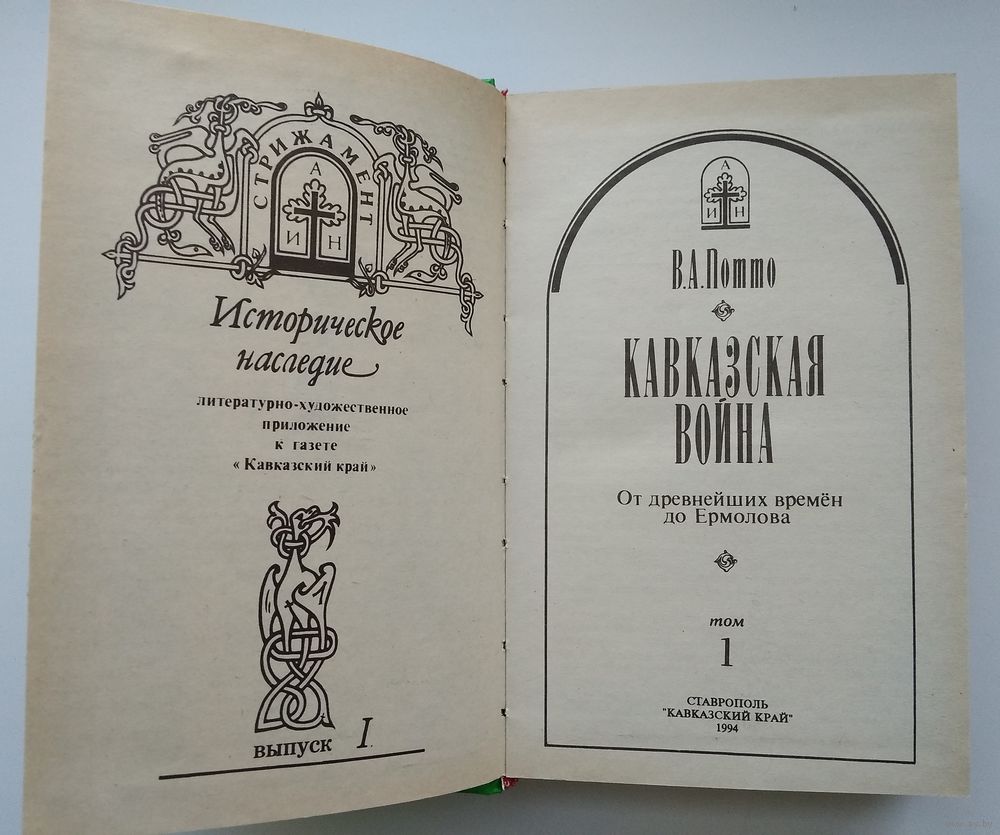 СТРИЖАМЕНТ
А
И Н
Историческое
наследие
литературно-художественное
приложение
к газете
«Кавказский край»
выпуск I
А
И Н
В.А.Потто
КАВКАЗСКАЯ
ВОЙНА
От древнейших времён
до Ермолова
том
1
СТАВРОПОЛЬ
"КАВКАЗСКИЙ КРАЙ"
1994